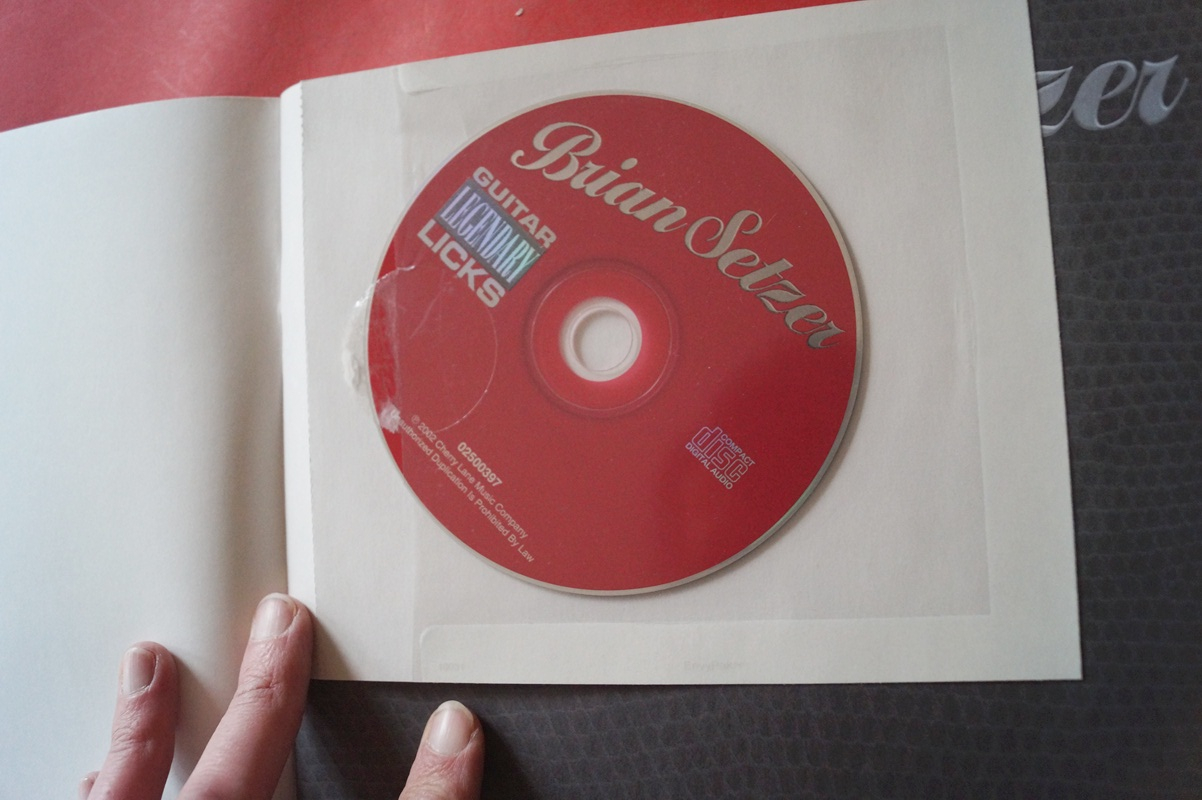 Brian Setzer
GUITAR
LEGENDARY
LICKS
02500397
© 2002 Cherry Lane Music Company
Unauthorized Duplication Is Prohibited By Law
COMPACT
disc
DIGITAL AUDIO
zer